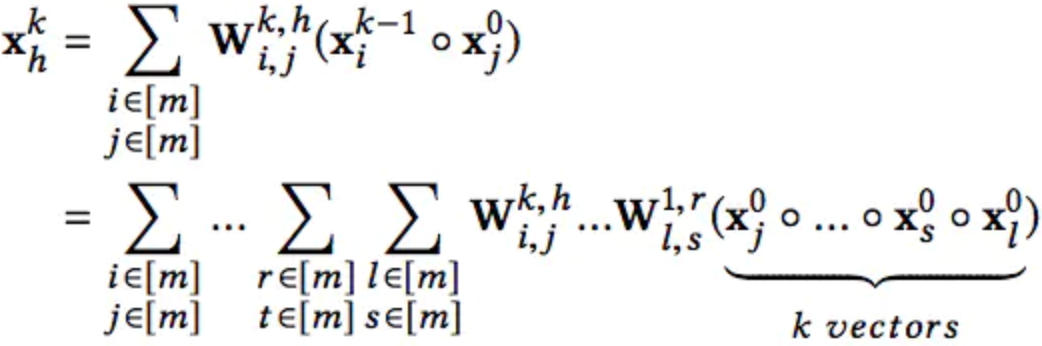 x_h^k = ∑_{i∈[m] j∈[m]} W_{i,j}^{k,h}(x_i^{k−1} ∘ x_j^0)
= ∑_{i∈[m] j∈[m]} ... ∑_{r∈[m] t∈[m]} ∑_{l∈[m] s∈[m]} W_{i,j}^{k,h}...W_{l,s}^{1,r}(x_j^0 ∘ ... ∘ x_s^0 ∘ x_l^0)
k vectors